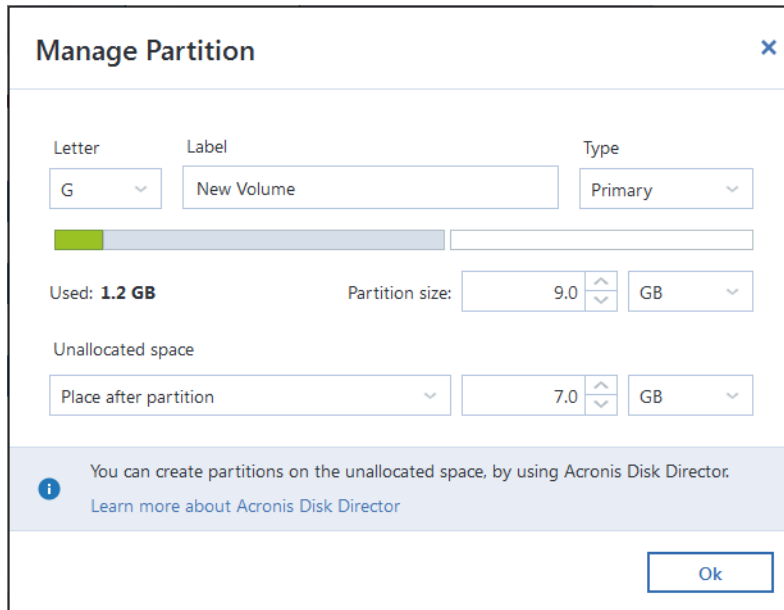 Manage Partition
Letter Label Type
G New Volume Primary
Used: 1.2 GB Partition size: 9.0 GB
Unallocated space
Place after partition 7.0 GB
You can create partitions on the unallocated space, by using Acronis Disk Director.
Learn more about Acronis Disk Director
Ok